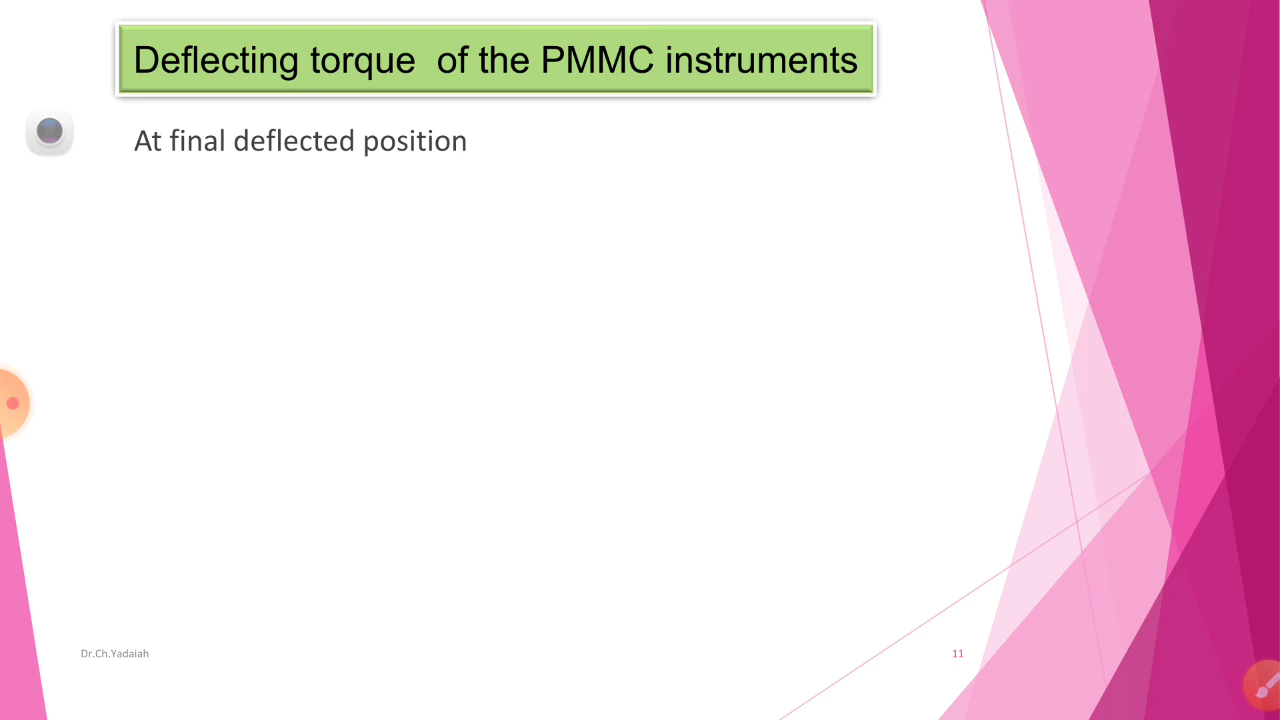 Deflecting torque  of the PMMC instruments
At final deflected position
Dr.Ch.Yadaiah
11